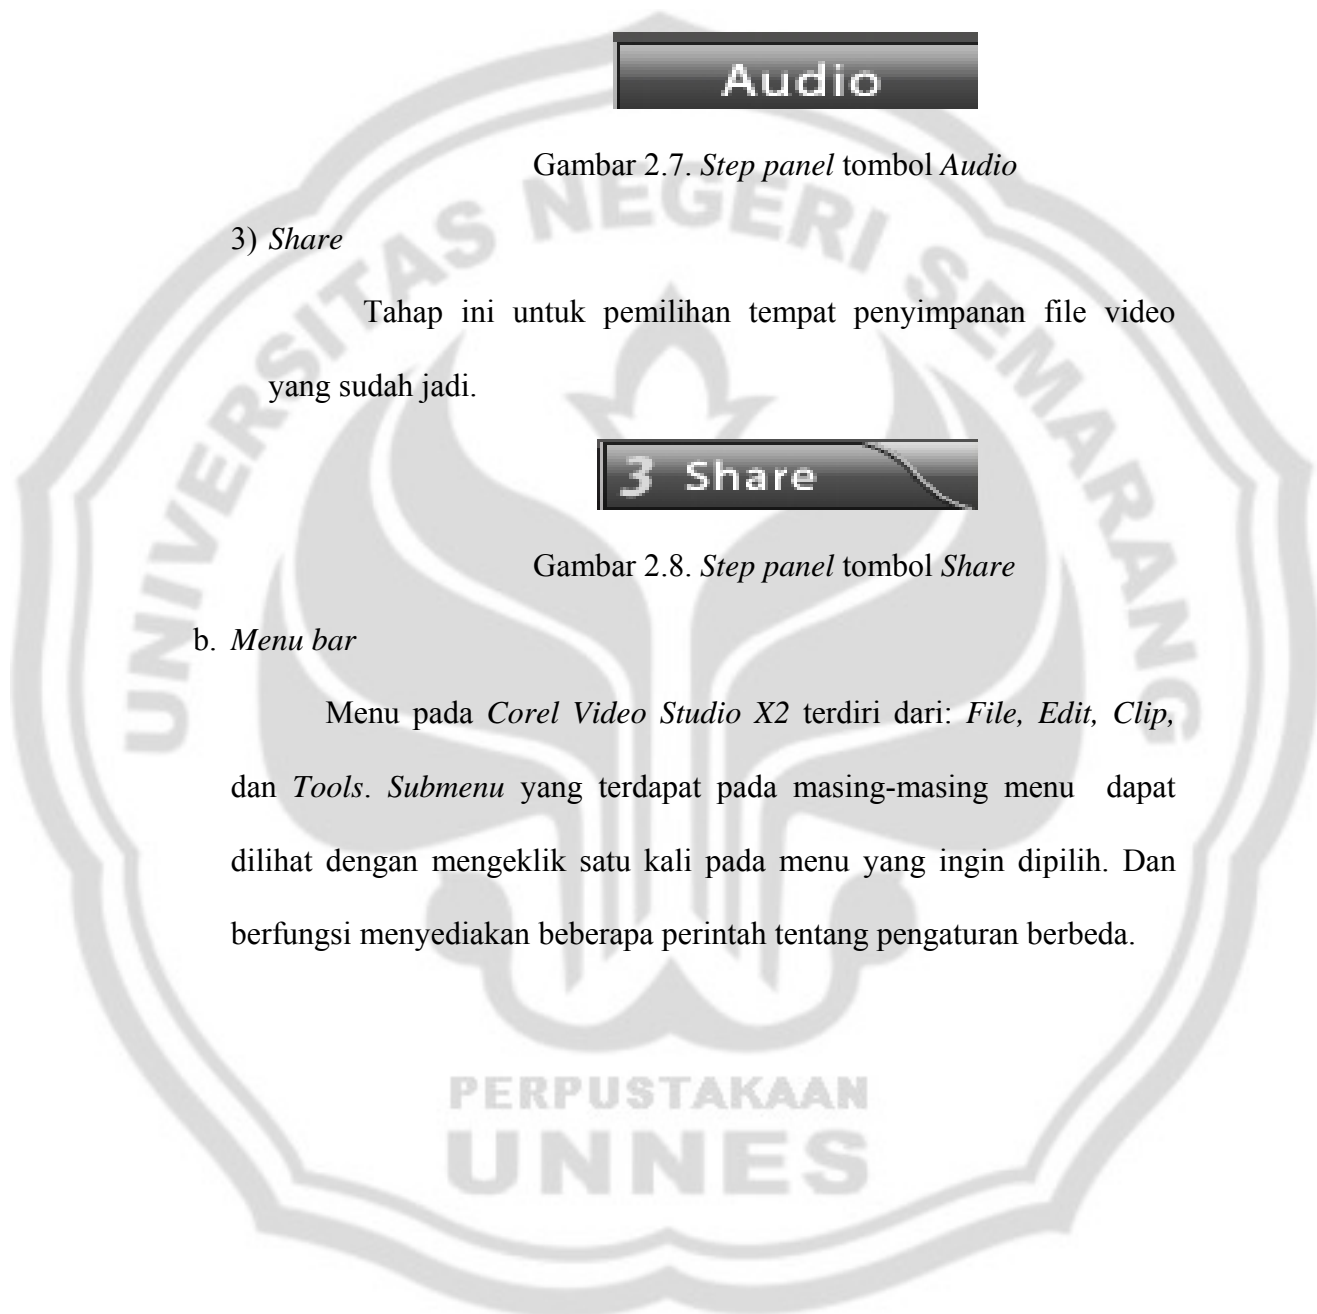 Audio
Gambar 2.7. Step panel tombol Audio
3) Share
Tahap ini untuk pemilihan tempat penyimpanan file video
yang sudah jadi.
3 Share
Gambar 2.8. Step panel tombol Share
b. Menu bar
Menu pada Corel Video Studio X2 terdiri dari: File, Edit, Clip,
dan Tools. Submenu yang terdapat pada masing-masing menu dapat
dilihat dengan mengeklik satu kali pada menu yang ingin dipilih. Dan
berfungsi menyediakan beberapa perintah tentang pengaturan berbeda.
UNIVERSITAS NEGERI SEMARANG
PERPUSTAKAAN
UNNES